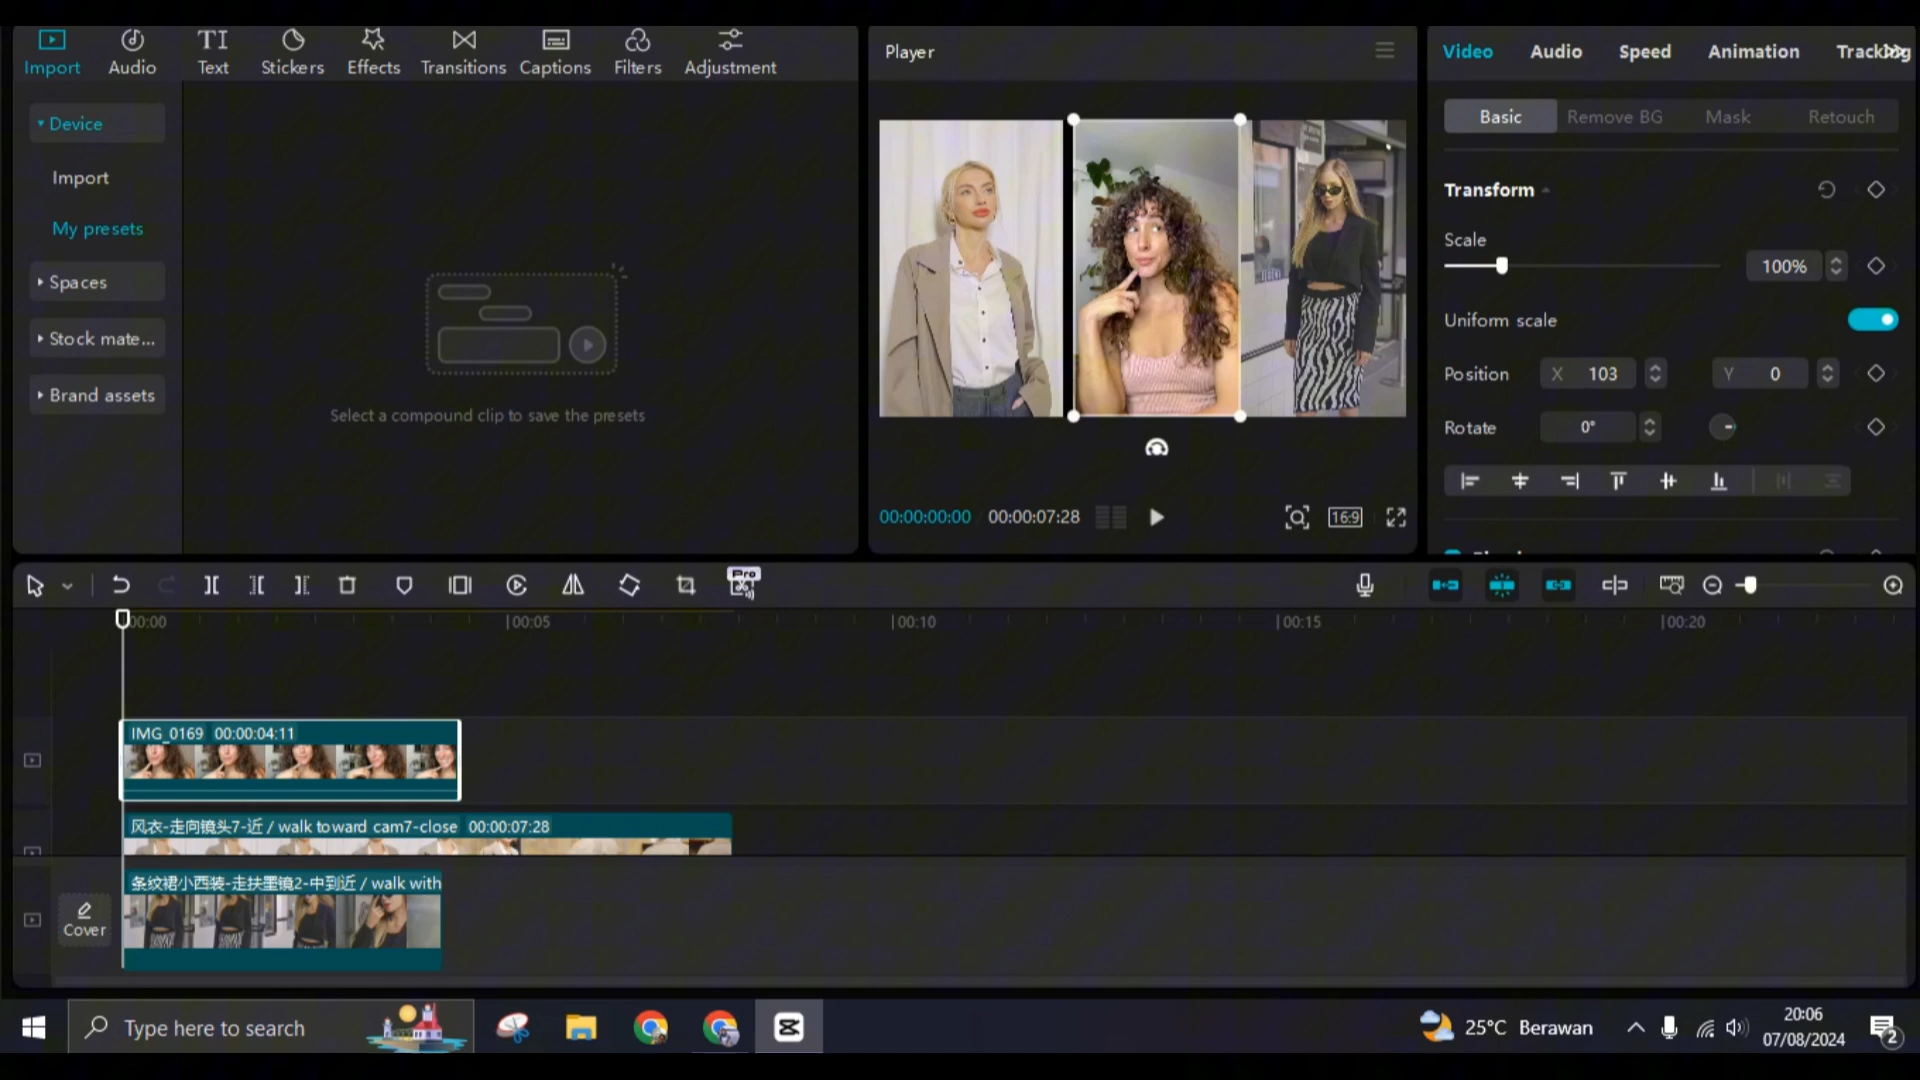 Import
Audio
Text
Stickers
Effects
Transitions
Captions
Filters
Adjustment
Device
Import
My presets
Spaces
Stock mate...
Brand assets
Select a compound clip to save the presets
Player
00:00:00:00 00:00:07:28
16:9
Video Audio Speed Animation Tracking
Basic Remove BG Mask Retouch
Transform
Scale
100%
Uniform scale
Position X 103 Y 0
Rotate 0°
Pro
00:00 00:05 00:10 00:15 00:20
IMG_0169 00:00:04:11
风衣-走向镜头7-近 / walk toward cam7-close 00:00:07:28
条纹裙小西装-走扶墨镜2-中到近 / walk with
Cover
Type here to search
25°C Berawan
20:06
07/08/2024
2